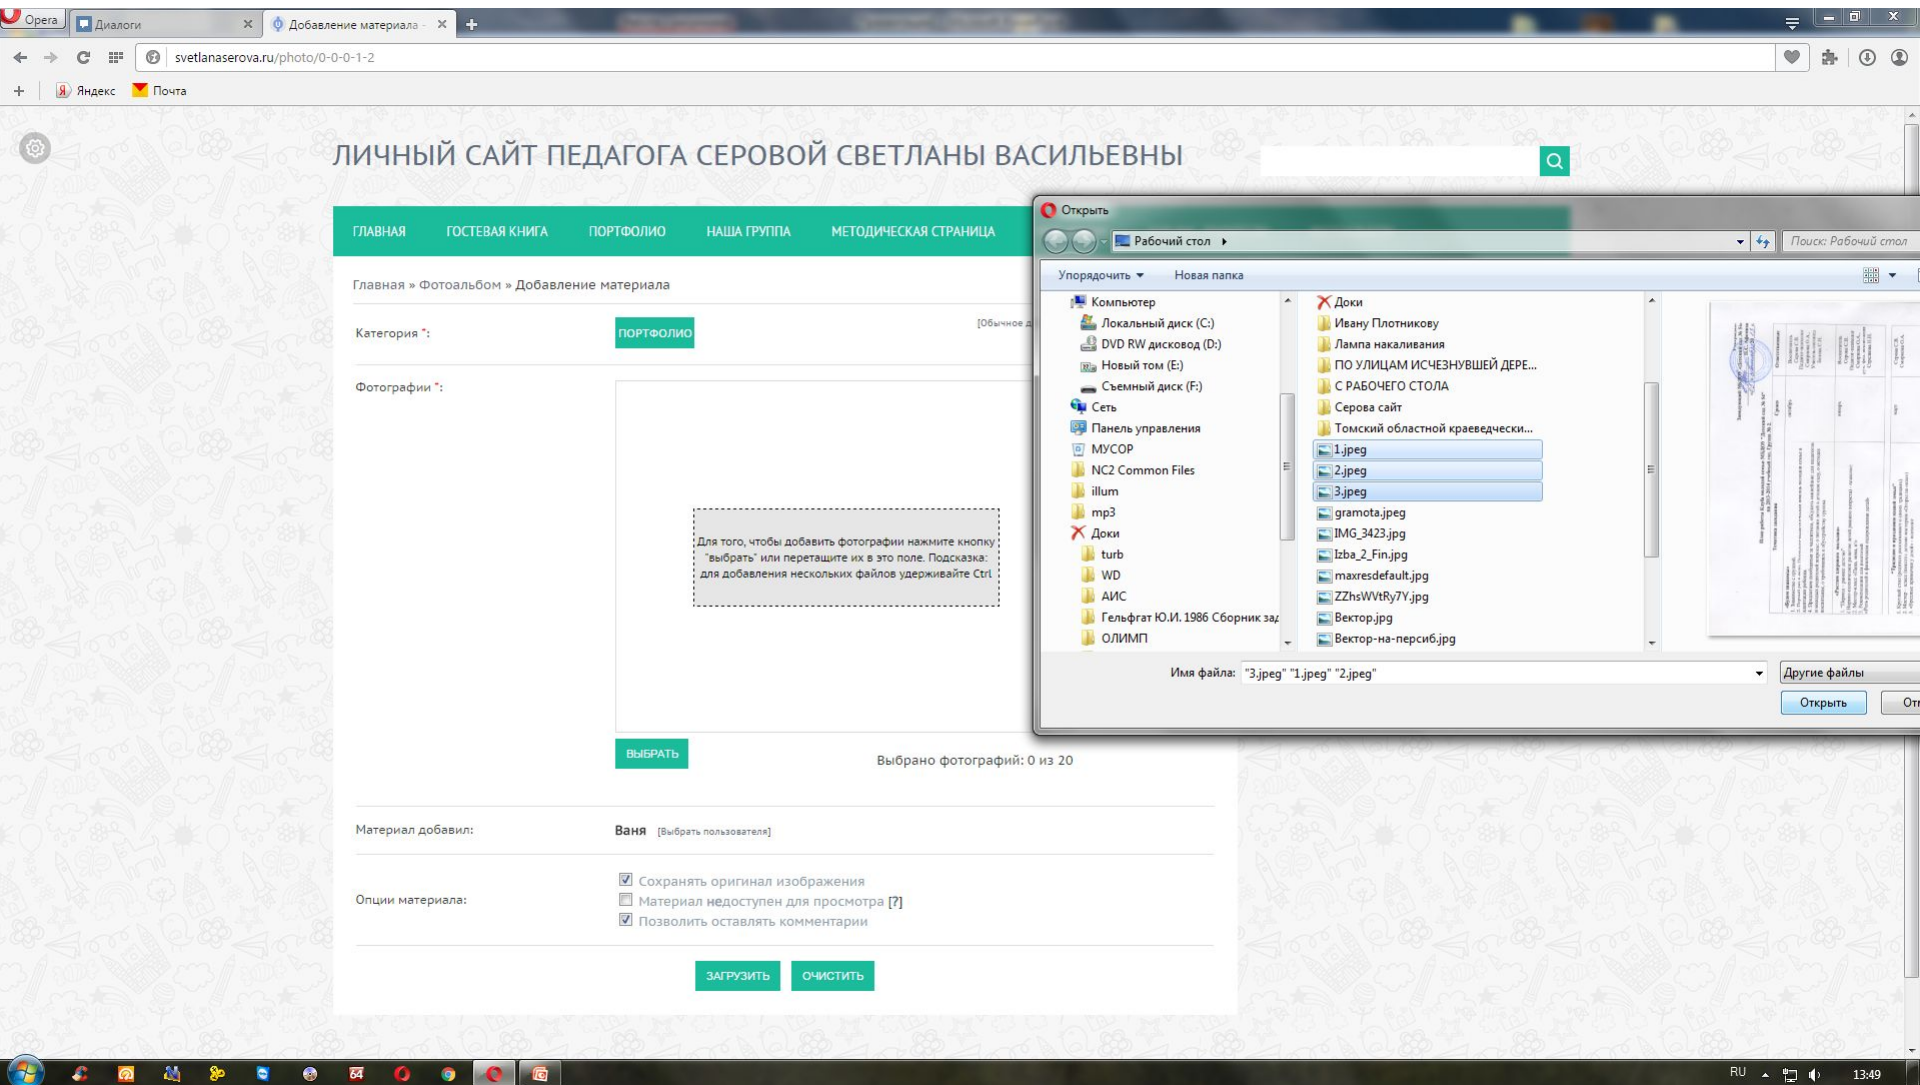 Opera
Диалоги
Добавление материала -
svetlanaserova.ru/photo/0-0-0-1-2
Яндекс
Почта
ЛИЧНЫЙ САЙТ ПЕДАГОГА СЕРОВОЙ СВЕТЛАНЫ ВАСИЛЬЕВНЫ
ГЛАВНАЯ ГОСТЕВАЯ КНИГА ПОРТФОЛИО НАША ГРУППА МЕТОДИЧЕСКАЯ СТРАНИЦА
Главная » Фотоальбом » Добавление материала
Категория *:
ПОРТФОЛИО
[Обычное д
Фотографии *:
Для того, чтобы добавить фотографии нажмите кнопку
"выбрать" или перетащите их в это поле. Подсказка:
для добавления нескольких файлов удерживайте Ctrl
ВЫБРАТЬ
Выбрано фотографий: 0 из 20
Материал добавил:
Ваня [Выбрать пользователя]
Опции материала:
Сохранять оригинал изображения
Материал недоступен для просмотра [?]
Позволить оставлять комментарии
ЗАГРУЗИТЬ ОЧИСТИТЬ
Открыть
Рабочий стол
Поиск: Рабочий стол
Упорядочить Новая папка
Компьютер
Локальный диск (C:)
DVD RW дисковод (D:)
Новый том (E:)
Съемный диск (F:)
Сеть
Панель управления
МУСОР
NC2 Common Files
illum
mp3
Доки
turb
WD
АИС
Гельфгат Ю.И. 1986 Сборник зад
ОЛИМП
Доки
Ивану Плотникову
Лампа накаливания
ПО УЛИЦАМ ИСЧЕЗНУВШЕЙ ДЕРЕ...
С РАБОЧЕГО СТОЛА
Серова сайт
Томский областной краеведчески...
1.jpeg
2.jpeg
3.jpeg
gramota.jpeg
IMG_3423.jpg
Izba_2_Fin.jpg
maxresdefault.jpg
ZZhsWVtRy7Y.jpg
Вектор.jpg
Вектор-на-персиб.jpg
Имя файла: "3.jpeg" "1.jpeg" "2.jpeg"
Другие файлы
Открыть
От
64
RU
13:49